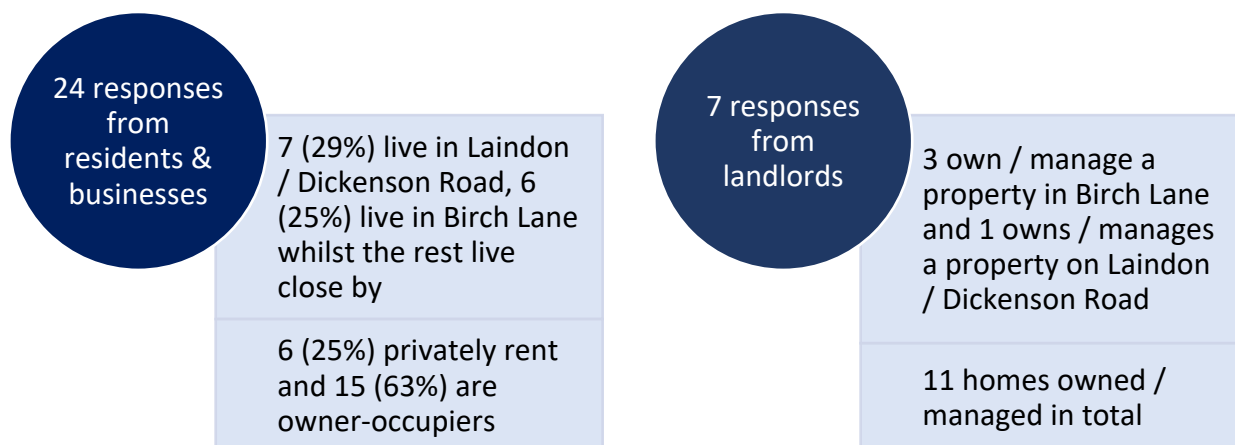 24 responses
from
residents &
businesses
7 (29%) live in Laindon
/ Dickenson Road, 6
(25%) live in Birch Lane
whilst the rest live
close by
6 (25%) privately rent
and 15 (63%) are
owner-occupiers
7 responses
from
landlords
3 own / manage a
property in Birch Lane
and 1 owns / manages
a property on Laindon
/ Dickenson Road
11 homes owned /
managed in total